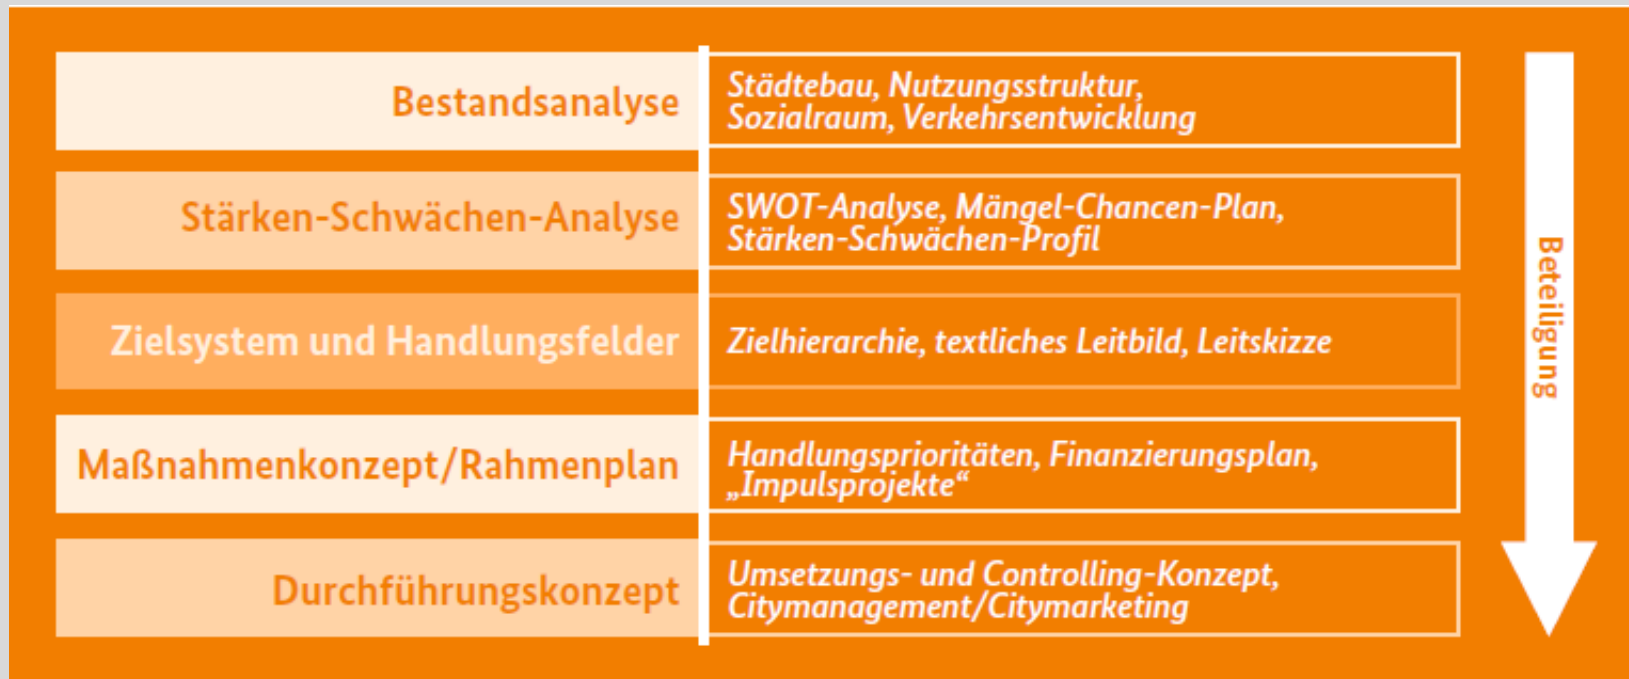 Bestandsanalyse
Städtebau, Nutzungsstruktur,
Sozialraum, Verkehrsentwicklung
Stärken-Schwächen-Analyse
SWOT-Analyse, Mängel-Chancen-Plan,
Stärken-Schwächen-Profil
Zielsystem und Handlungsfelder
Zielhierarchie, textliches Leitbild, Leitskizze
Maßnahmenkonzept/Rahmenplan
Handlungsprioritäten, Finanzierungsplan,
„Impulsprojekte“
Durchführungskonzept
Umsetzungs- und Controlling-Konzept,
Citymanagement/Citymarketing
Beteiligung